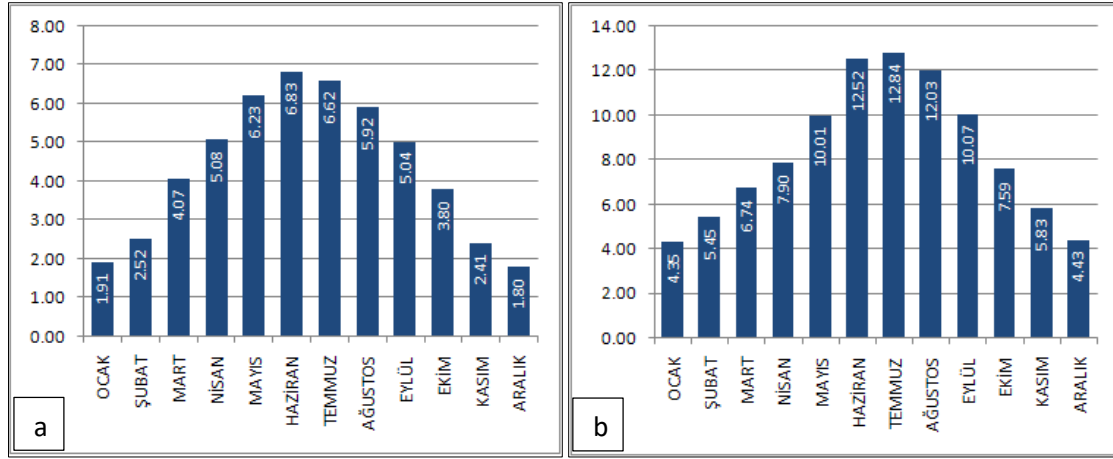 8.00
7.00
6.00
5.00
4.00
3.00
2.00
1.00
0.00
1.91
2.52
4.07
5.08
6.23
6.83
6.62
5.92
5.04
3.80
2.41
1.80
OCAK
ŞUBAT
MART
NİSAN
MAYIS
HAZİRAN
TEMMUZ
AĞUSTOS
EYLÜL
EKİM
KASIM
ARALIK
a
14.00
12.00
10.00
8.00
6.00
4.00
2.00
0.00
4.35
5.45
6.74
7.90
10.01
12.52
12.84
12.03
10.07
7.59
5.83
4.43
OCAK
ŞUBAT
MART
NİSAN
MAYIS
HAZİRAN
TEMMUZ
AĞUSTOS
EYLÜL
EKİM
KASIM
ARALIK
b